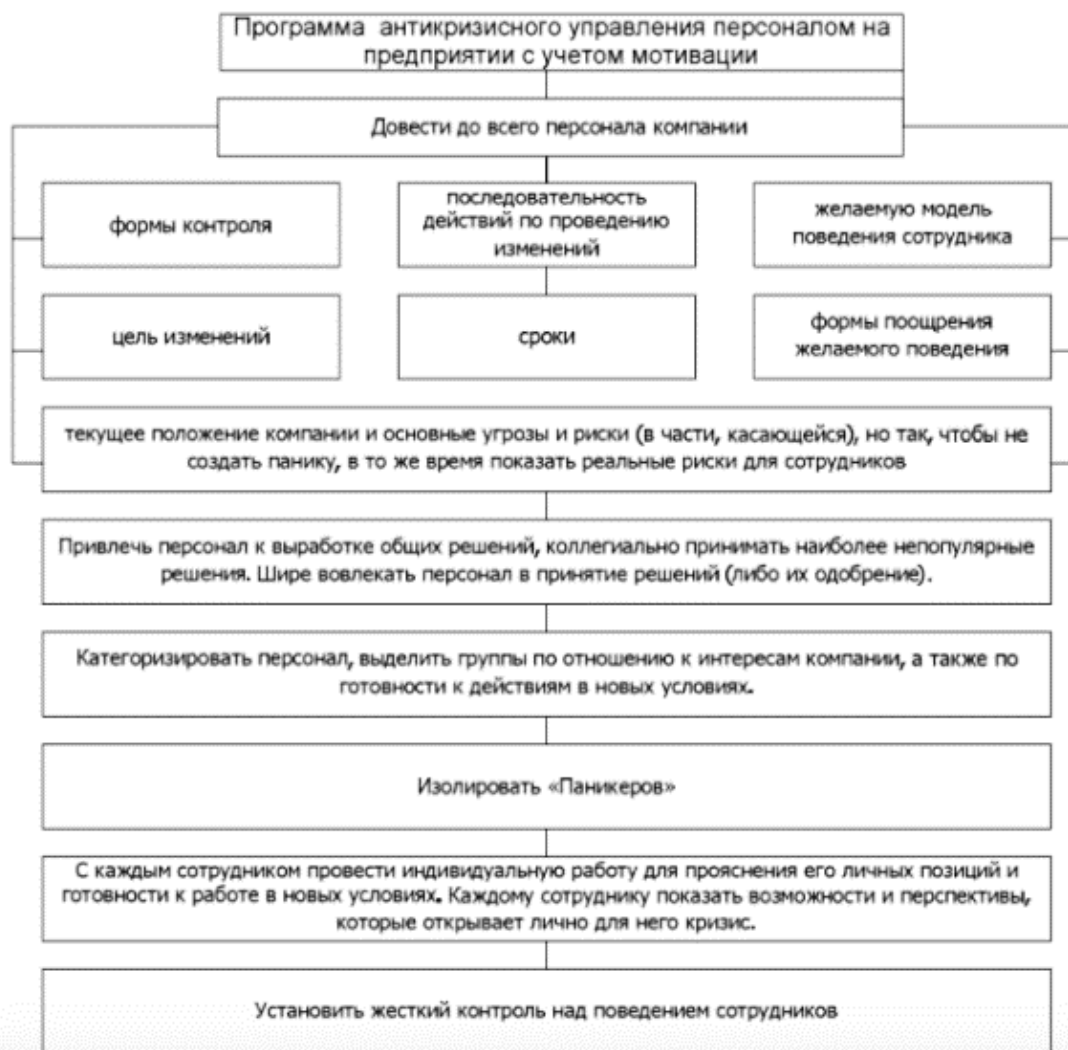 Программа антикризисного управления персоналом на
предприятии с учетом мотивации
Довести до всего персонала компании
формы контроля
последовательность
действий по проведению
изменений
желаемую модель
поведения сотрудника
цель изменений
сроки
формы поощрения
желаемого поведения
текущее положение компании и основные угрозы и риски (в части, касающейся), но так, чтобы не
создать панику, в то же время показать реальные риски для сотрудников
Привлечь персонал к выработке общих решений, коллегиально принимать наиболее непопулярные
решения. Шире вовлекать персонал в принятие решений (либо их одобрение).
Категоризировать персонал, выделить группы по отношению к интересам компании, а также по
готовности к действиям в новых условиях.
Изолировать «Паникеров»
С каждым сотрудником провести индивидуальную работу для прояснения его личных позиций и
готовности к работе в новых условиях. Каждому сотруднику показать возможности и перспективы,
которые открывает лично для него кризис.
Установить жесткий контроль над поведением сотрудников